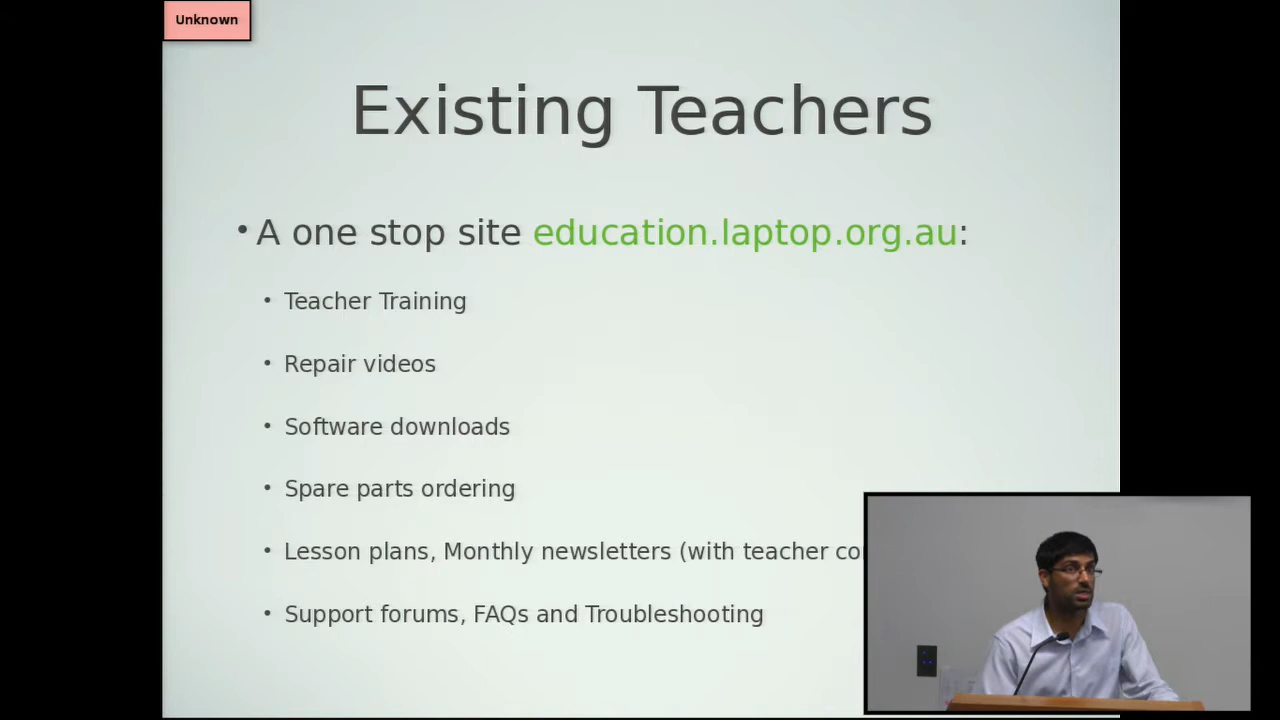 Unknown
Existing Teachers
• A one stop site education.laptop.org.au:
• Teacher Training
• Repair videos
• Software downloads
• Spare parts ordering
• Lesson plans, Monthly newsletters (with teacher
• Support forums, FAQs and Troubleshooting